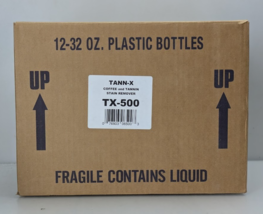 12-32 OZ. PLASTIC BOTTLES
UP
UP
TANN-X
COFFEE and TANNIN
STAIN REMOVER
TX-500
FRAGILE CONTAINS LIQUID